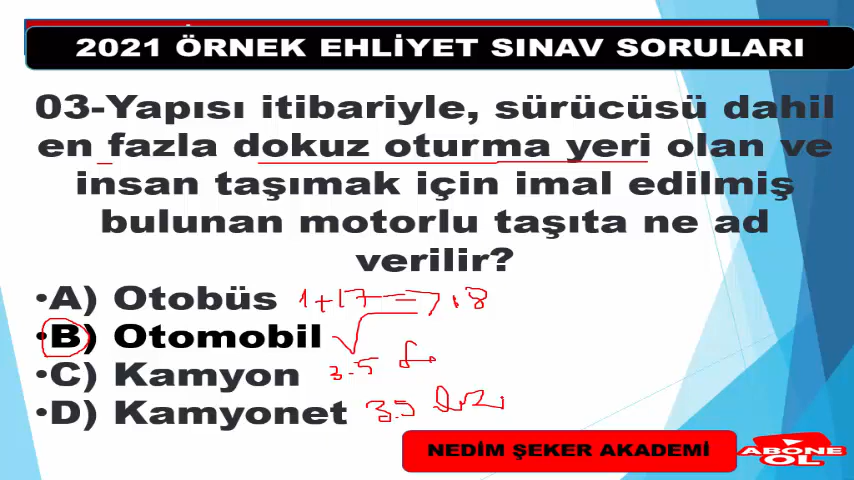 2021 ÖRNEK EHLİYET SINAV SORULARI
03-Yapısı itibariyle, sürücüsü dahil
en fazla dokuz oturma yeri olan ve
insan taşımak için imal edilmiş
bulunan motorlu taşıta ne ad
verilir?
•A) Otobüs 1+17=
•B) Otomobil
•C) Kamyon 3.5
•D) Kamyonet 3.5
NEDİM ŞEKER AKADEMİ
ABONE
OL